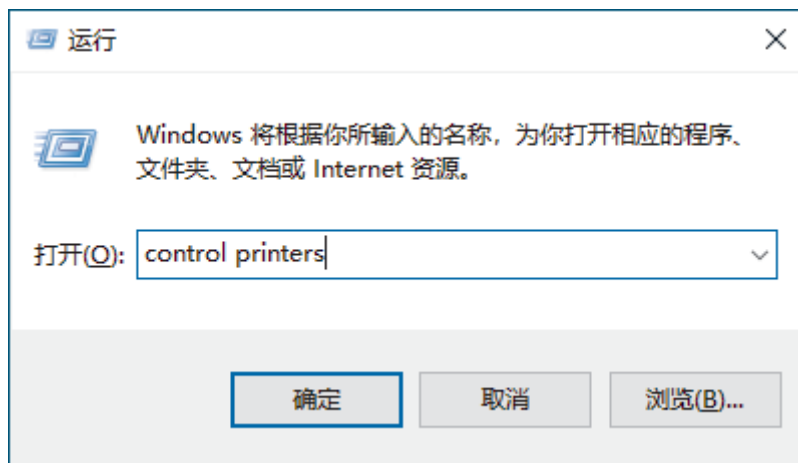 运行
Windows 将根据你所输入的名称，为你打开相应的程序、
文件夹、文档或 Internet 资源。
打开(O): control printers
确定 取消 浏览(B)...